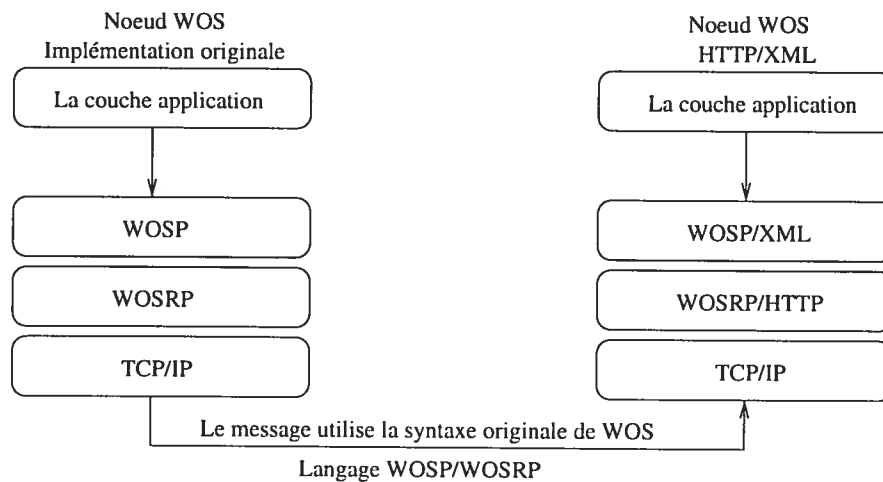 Noeud WOS
Implémentation originale
La couche application
WOSP
WOSRP
TCP/IP
Noeud WOS
HTTP/XML
La couche application
WOSP/XML
WOSRP/HTTP
TCP/IP
Le message utilise la syntaxe originale de WOS
Langage WOSP/WOSRP